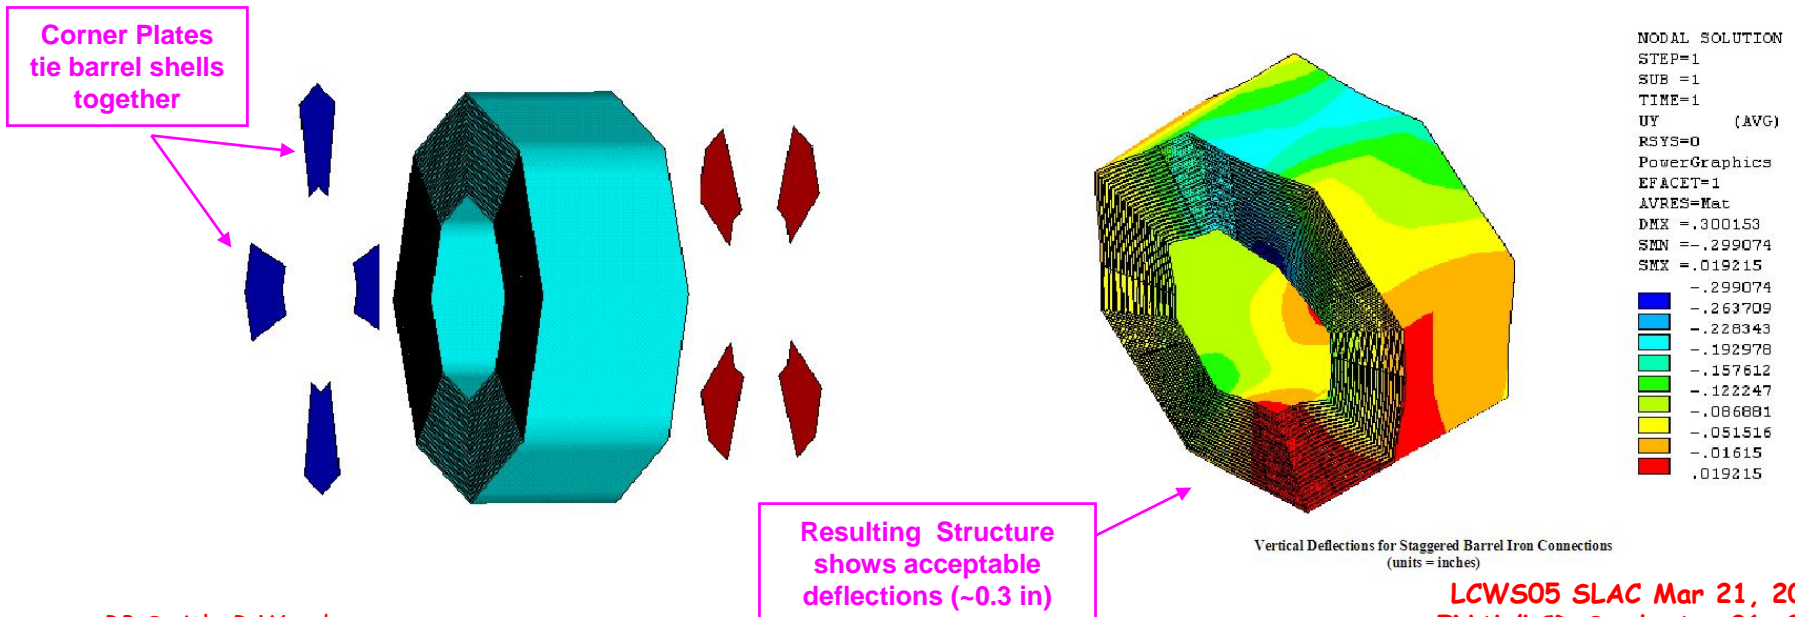 Corner Plates
tie barrel shells
together
Resulting Structure
shows acceptable
deflections (~0.3 in)
NODAL SOLUTION
STEP=1
SUB =1
TIME=1
UY (AVG)
RSYS=0
PowerGraphics
EFACET=1
AVRES=Mat
DMX =.300153
SMN =-.299074
SMX =.019215
-.299074
-.263709
-.228343
-.192978
-.157612
-.122247
-.086881
-.051516
-.01615
.019215
Vertical Deflections for Staggered Barrel Iron Connections
(units = inches)
LCWS05 SLAC Mar 21, 20